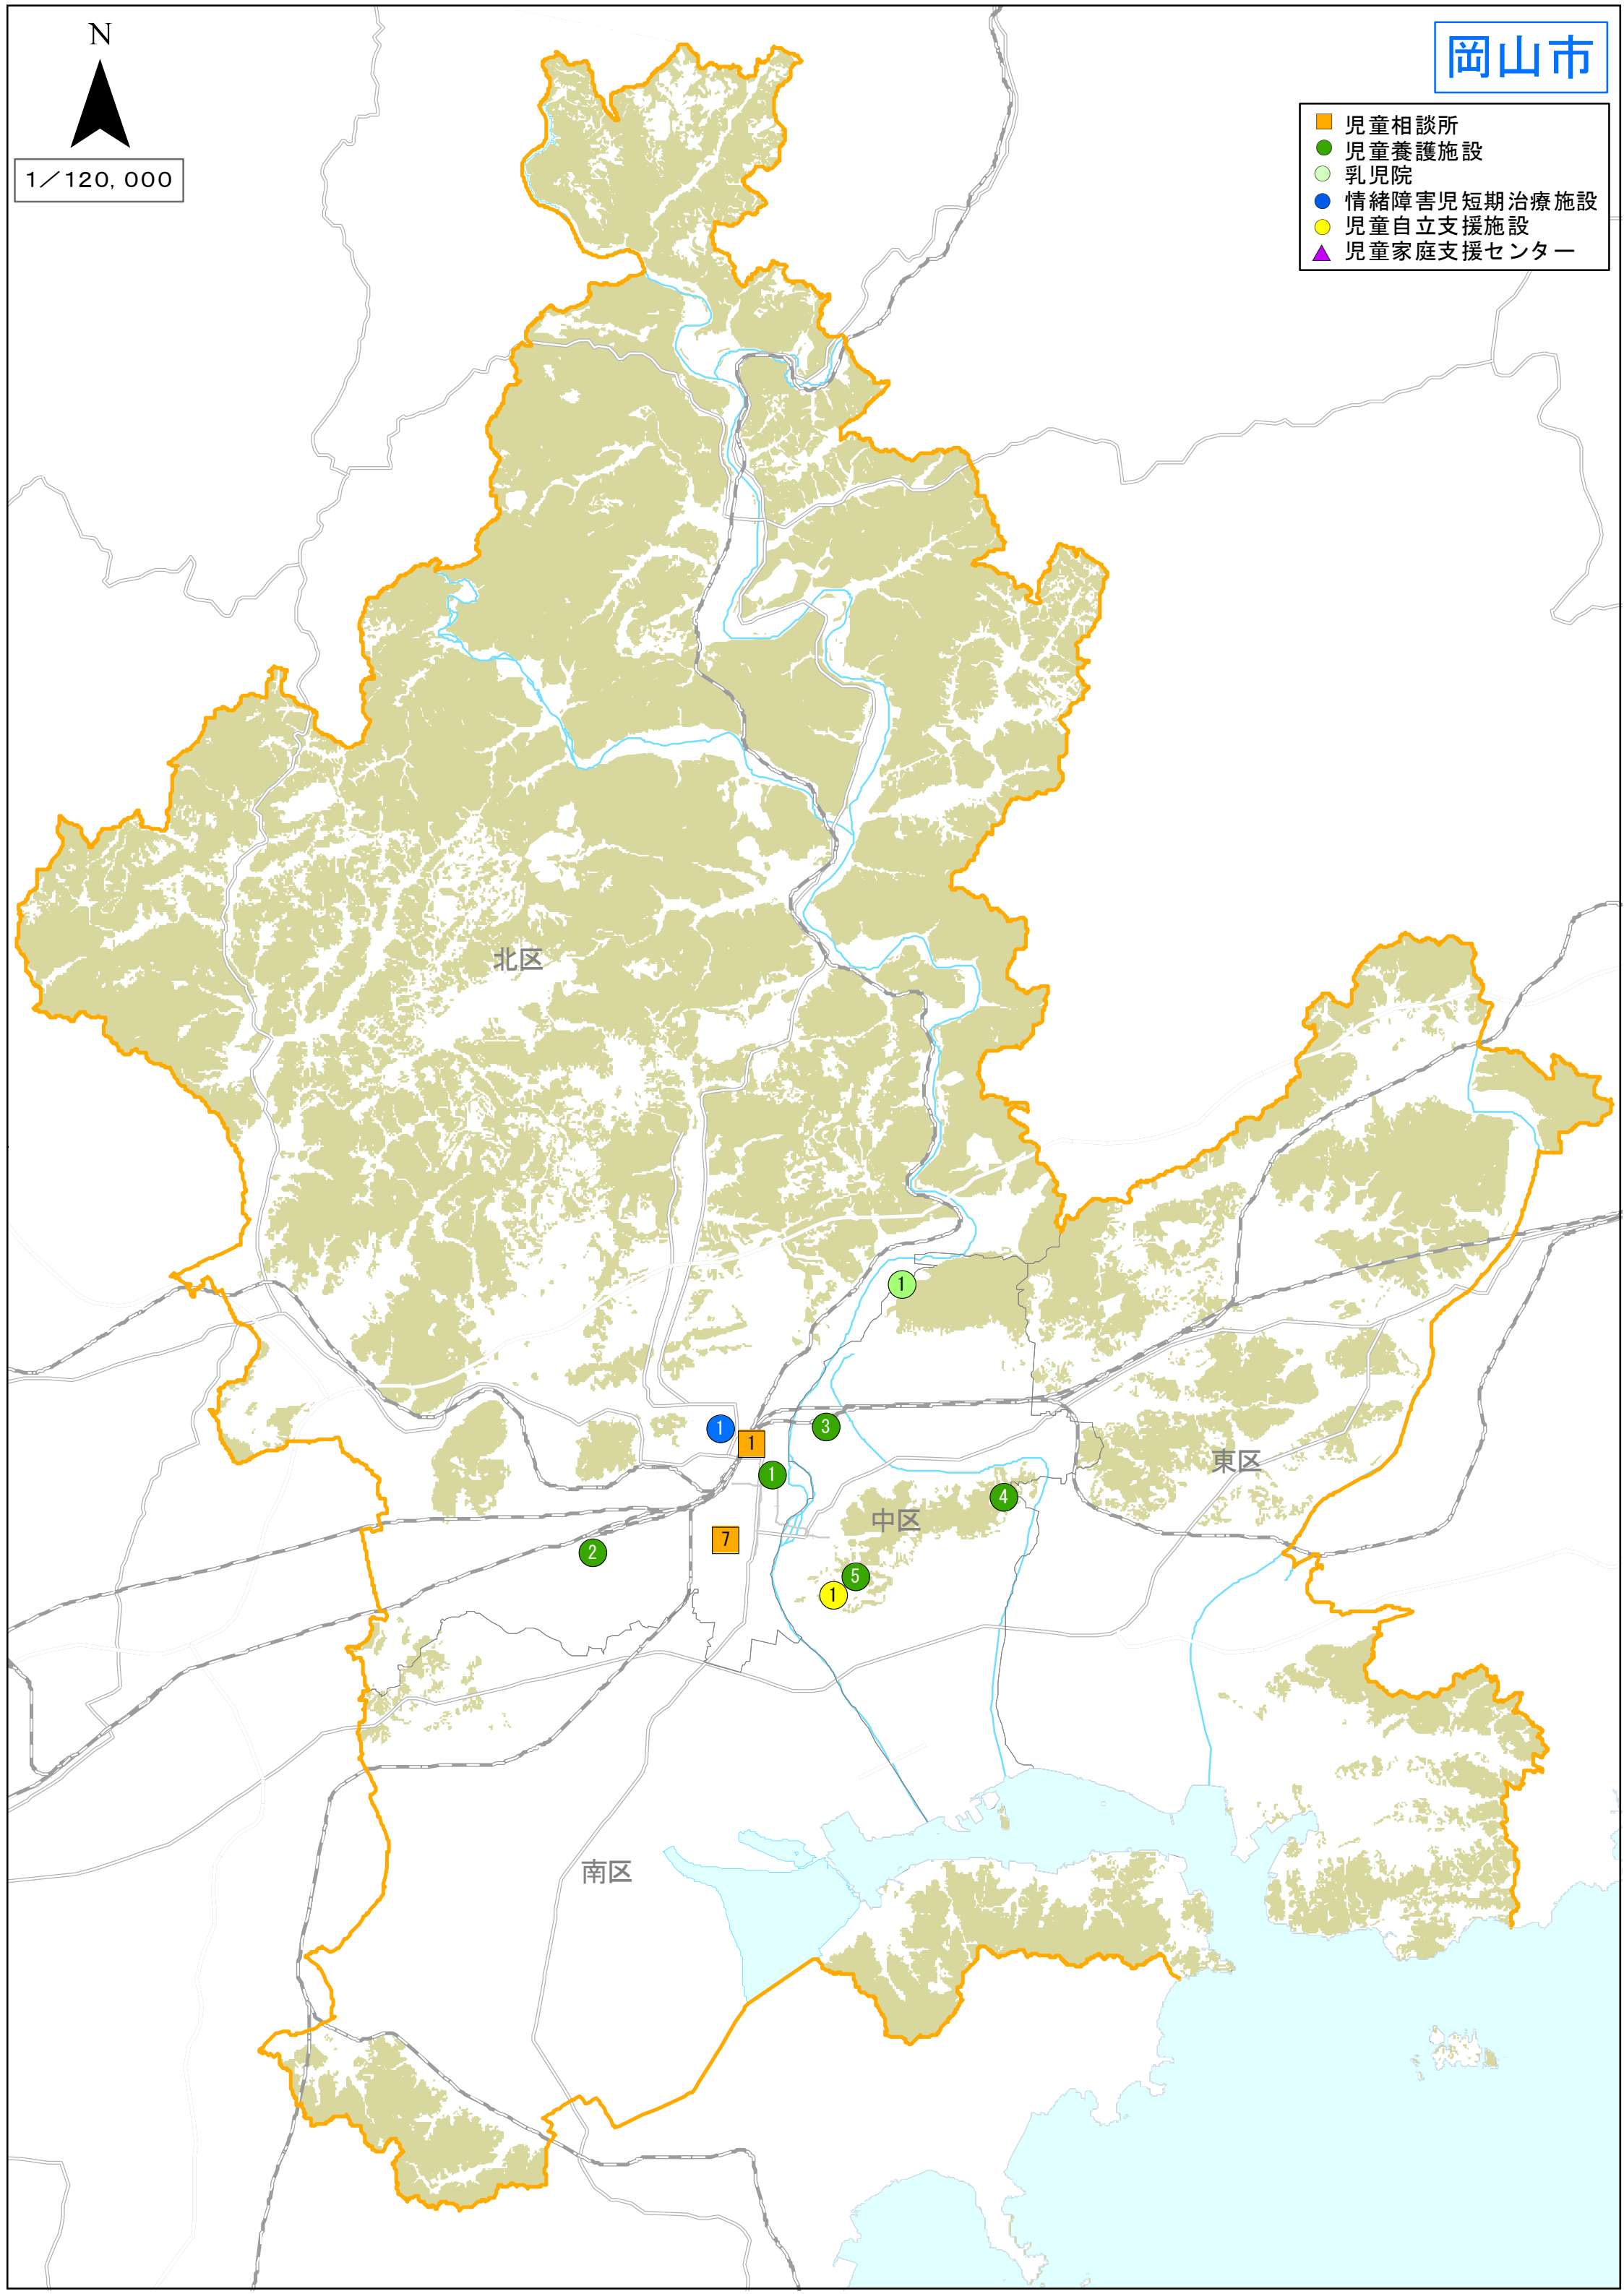 N
岡山市
1／120,000
児童相談所
児童養護施設
乳児院
情緒障害児短期治療施設
児童自立支援施設
児童家庭支援センター
北区
1
1
3
1
東区
1
4
中区
7
2
5
1
南区